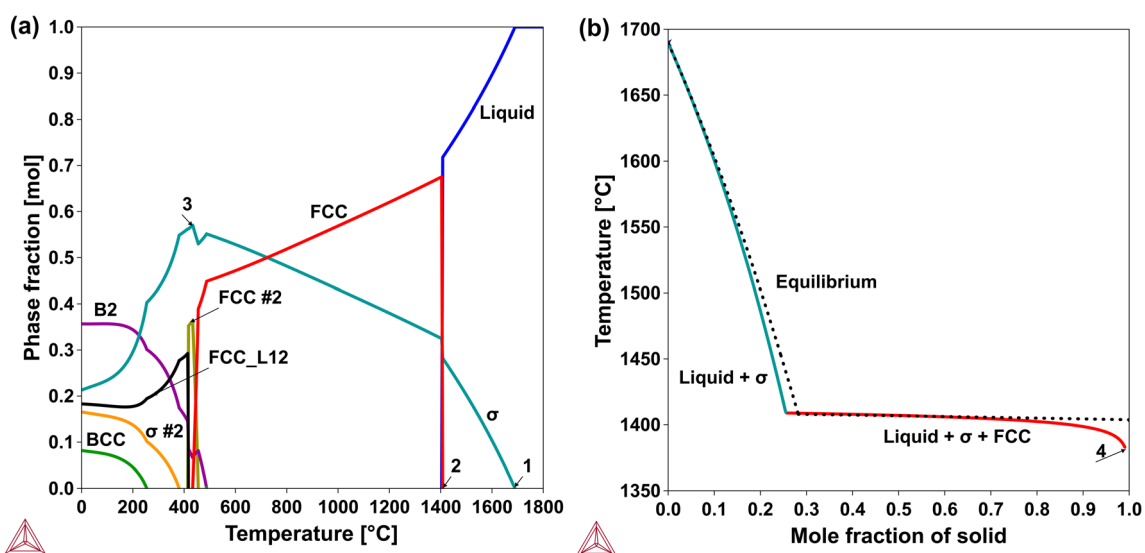 (a)
1.0
0.9
0.8
0.7
0.6
0.5
0.4
0.3
0.2
0.1
0.0
Phase fraction [mol]
Liquid
3
FCC
FCC #2
B2
FCC_L12
σ #2
BCC
σ
2
1
0 200 400 600 800 1000 1200 1400 1600 1800
Temperature [°C]
(b)
1700
1650
1600
1550
1500
1450
1400
1350
Temperature [°C]
Equilibrium
Liquid + σ
Liquid + σ + FCC
4
0.0 0.1 0.2 0.3 0.4 0.5 0.6 0.7 0.8 0.9 1.0
Mole fraction of solid